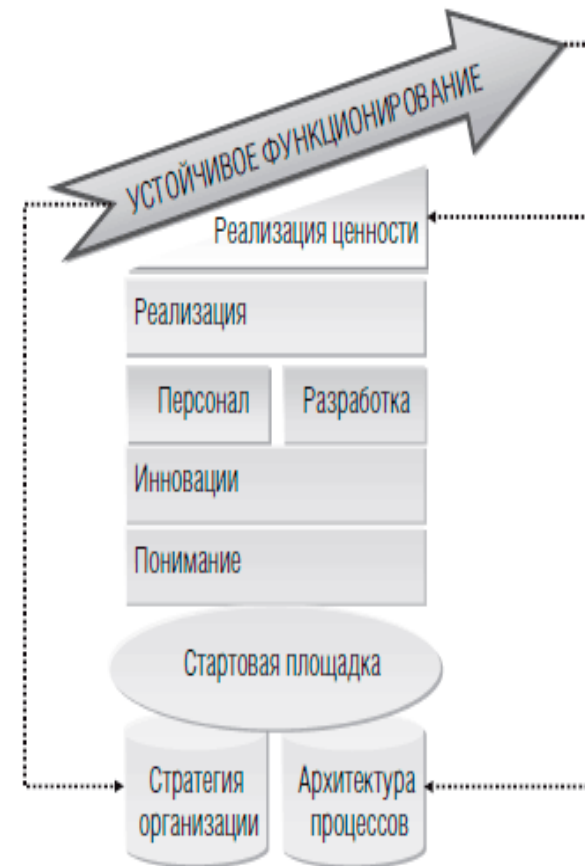 УСТОЙЧИВОЕ ФУНКЦИОНИРОВАНИЕ
Реализация ценности
Реализация
Персонал
Разработка
Инновации
Понимание
Стартовая площадка
Стратегия
организации
Архитектура
процессов